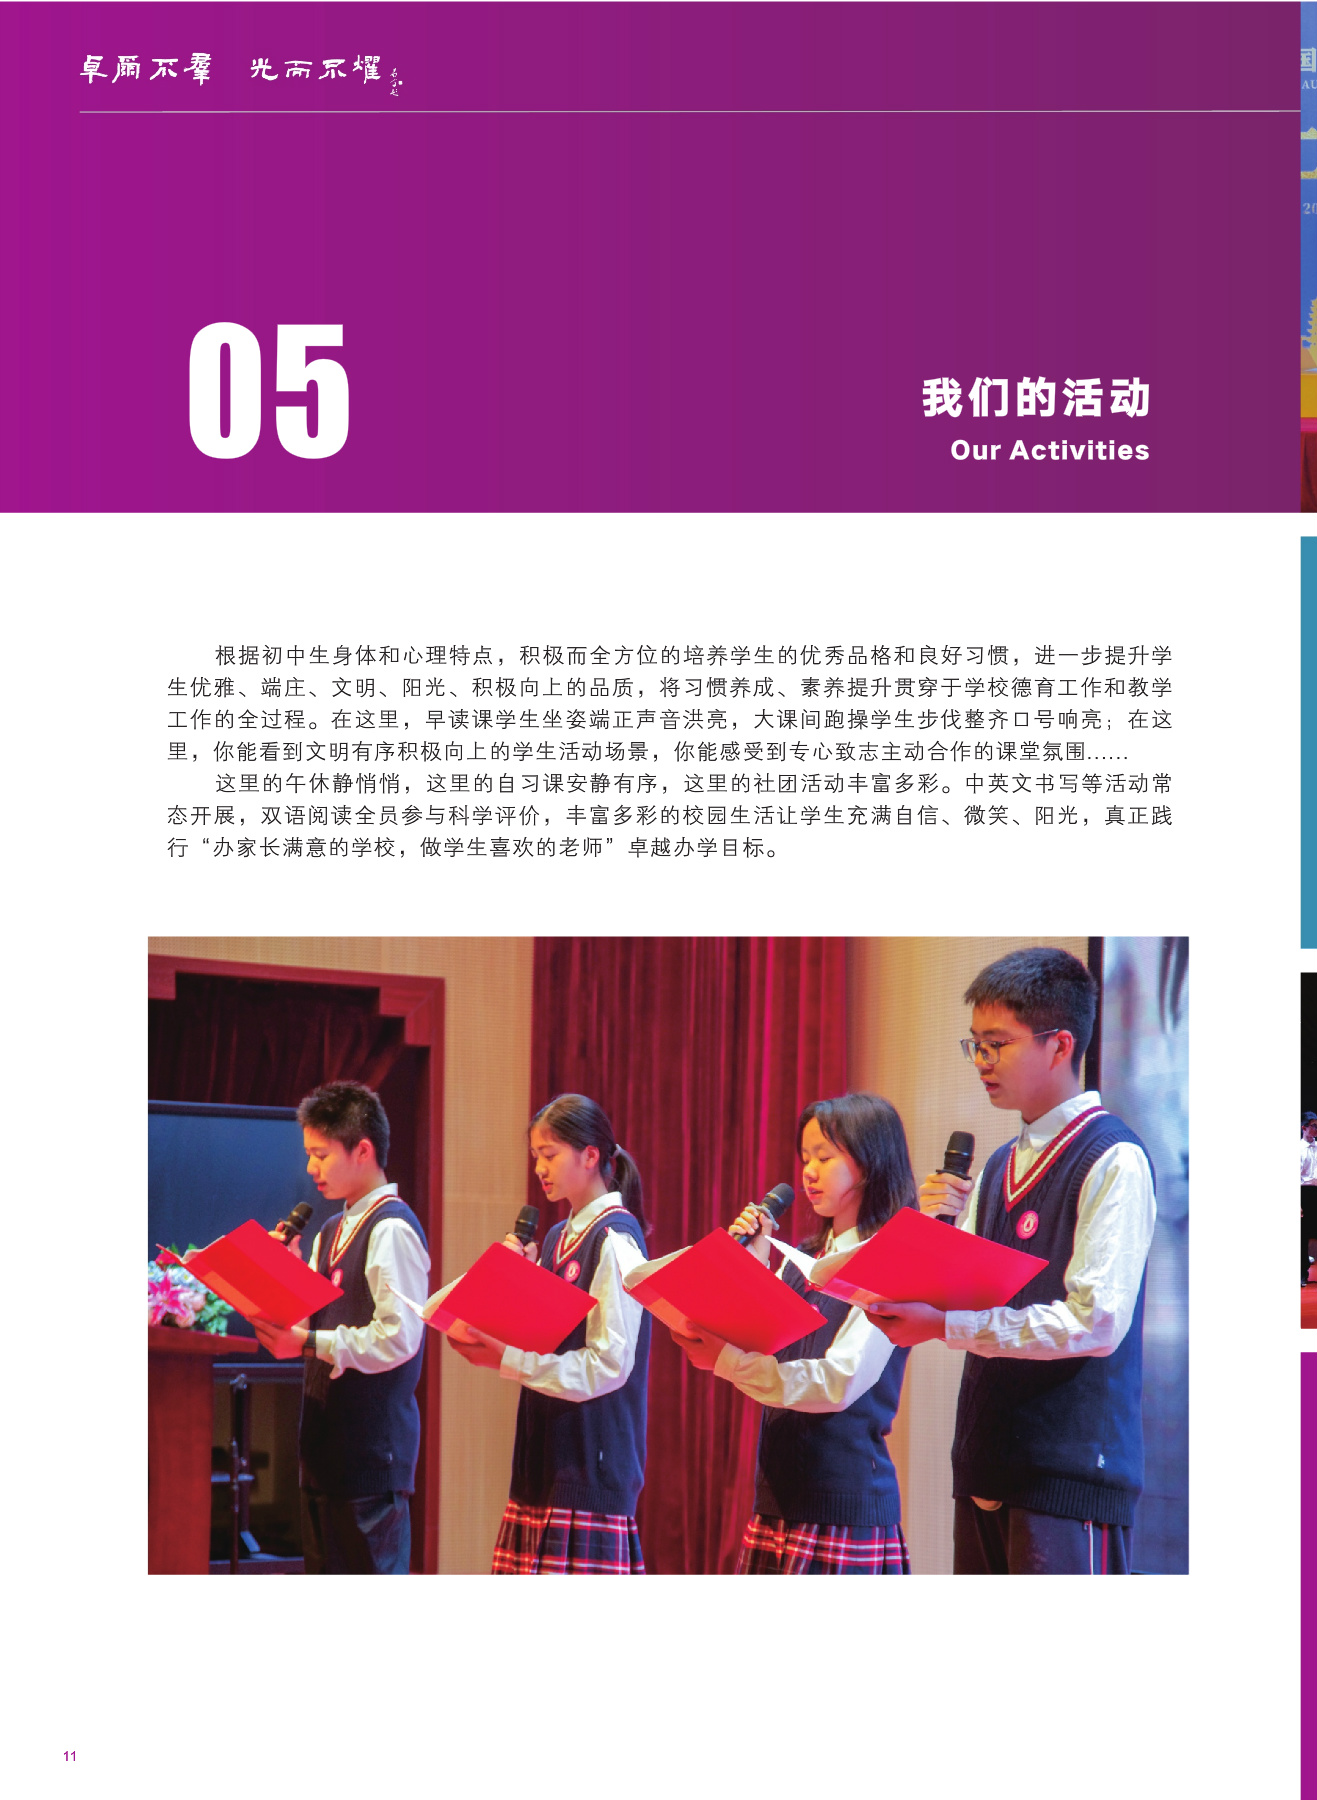 卓爾不羣 光而不燿
国
AU
20
05
我们的活动
Our Activities
根据初中生身体和心理特点，积极而全方位的培养学生的优秀品格和良好习惯，进一步提升学
生优雅、端庄、文明、阳光、积极向上的品质，将习惯养成、素养提升贯穿于学校德育工作和教学
工作的全过程。在这里，早读课学生坐姿端正声音洪亮，大课间跑操学生步伐整齐口号响亮；在这
里，你能看到文明有序积极向上的学生活动场景，你能感受到专心致志主动合作的课堂氛围……
这里的午休静悄悄，这里的自习课安静有序，这里的社团活动丰富多彩。中英文书写等活动常
态开展，双语阅读全员参与科学评价，丰富多彩的校园生活让学生充满自信、微笑、阳光，真正践
行“办家长满意的学校，做学生喜欢的老师”卓越办学目标。
11